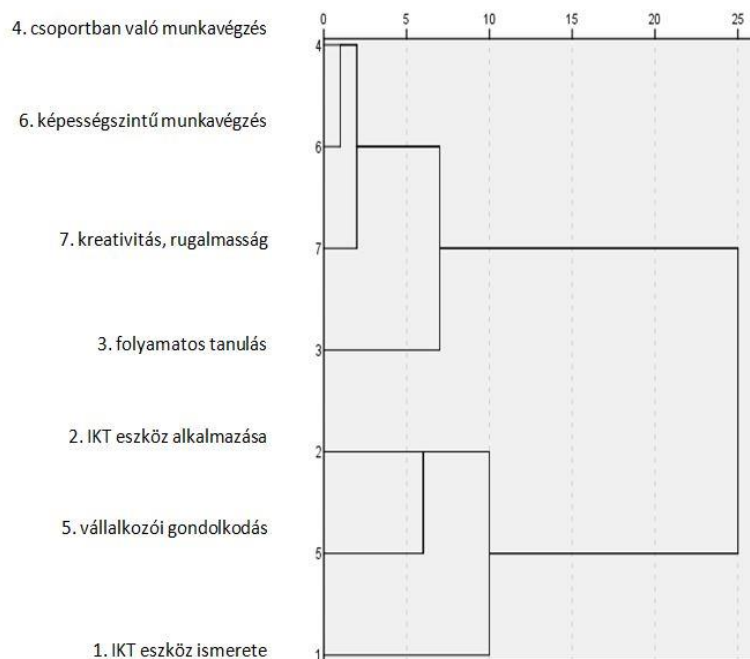 0 5 10 15 20 25
4. csoportban való munkavégzés
4
6. képességszintű munkavégzés
6
7. kreativitás, rugalmasság
7
3. folyamatos tanulás
3
2. IKT eszköz alkalmazása
2
5. vállalkozói gondolkodás
5
1. IKT eszköz ismerete
1